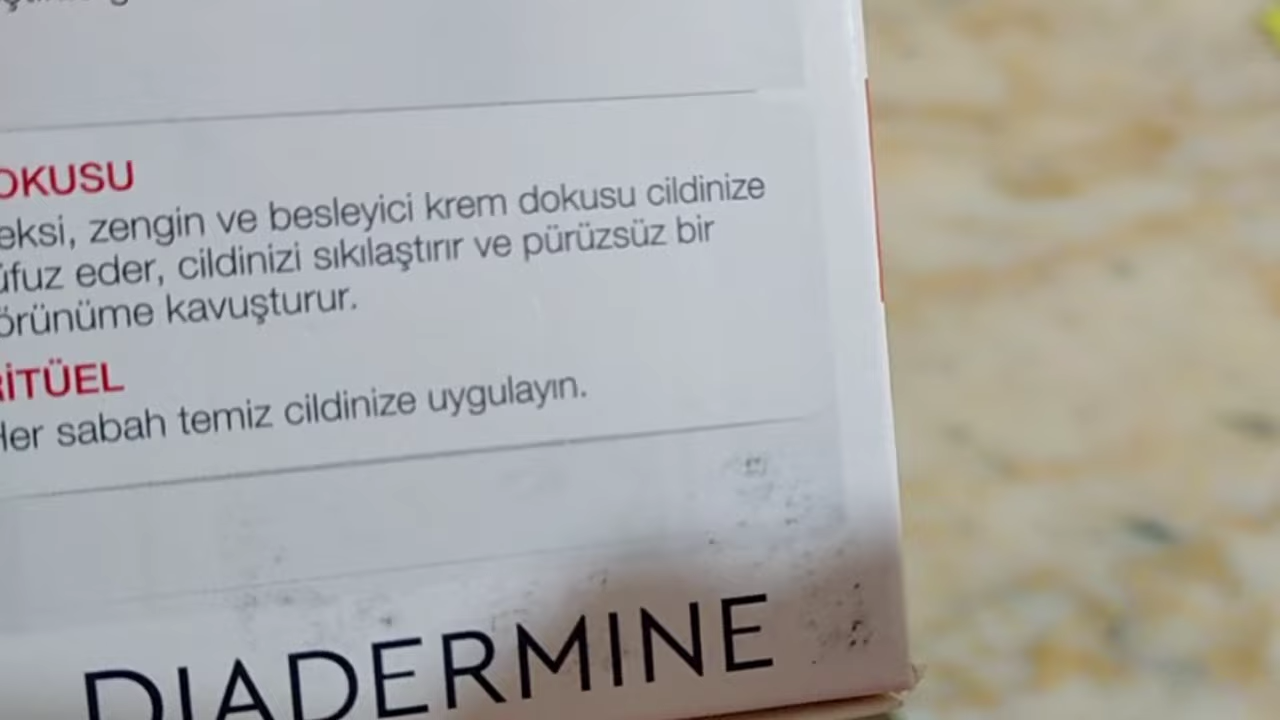 OKUSU
eksi, zengin ve besleyici krem dokusu cildinize
üfuz eder, cildinizi sıkılaştırır ve pürüzsüz bir
örünüme kavuşturur.
RİTÜEL
Her sabah temiz cildinize uygulayın.
DIADERMINE